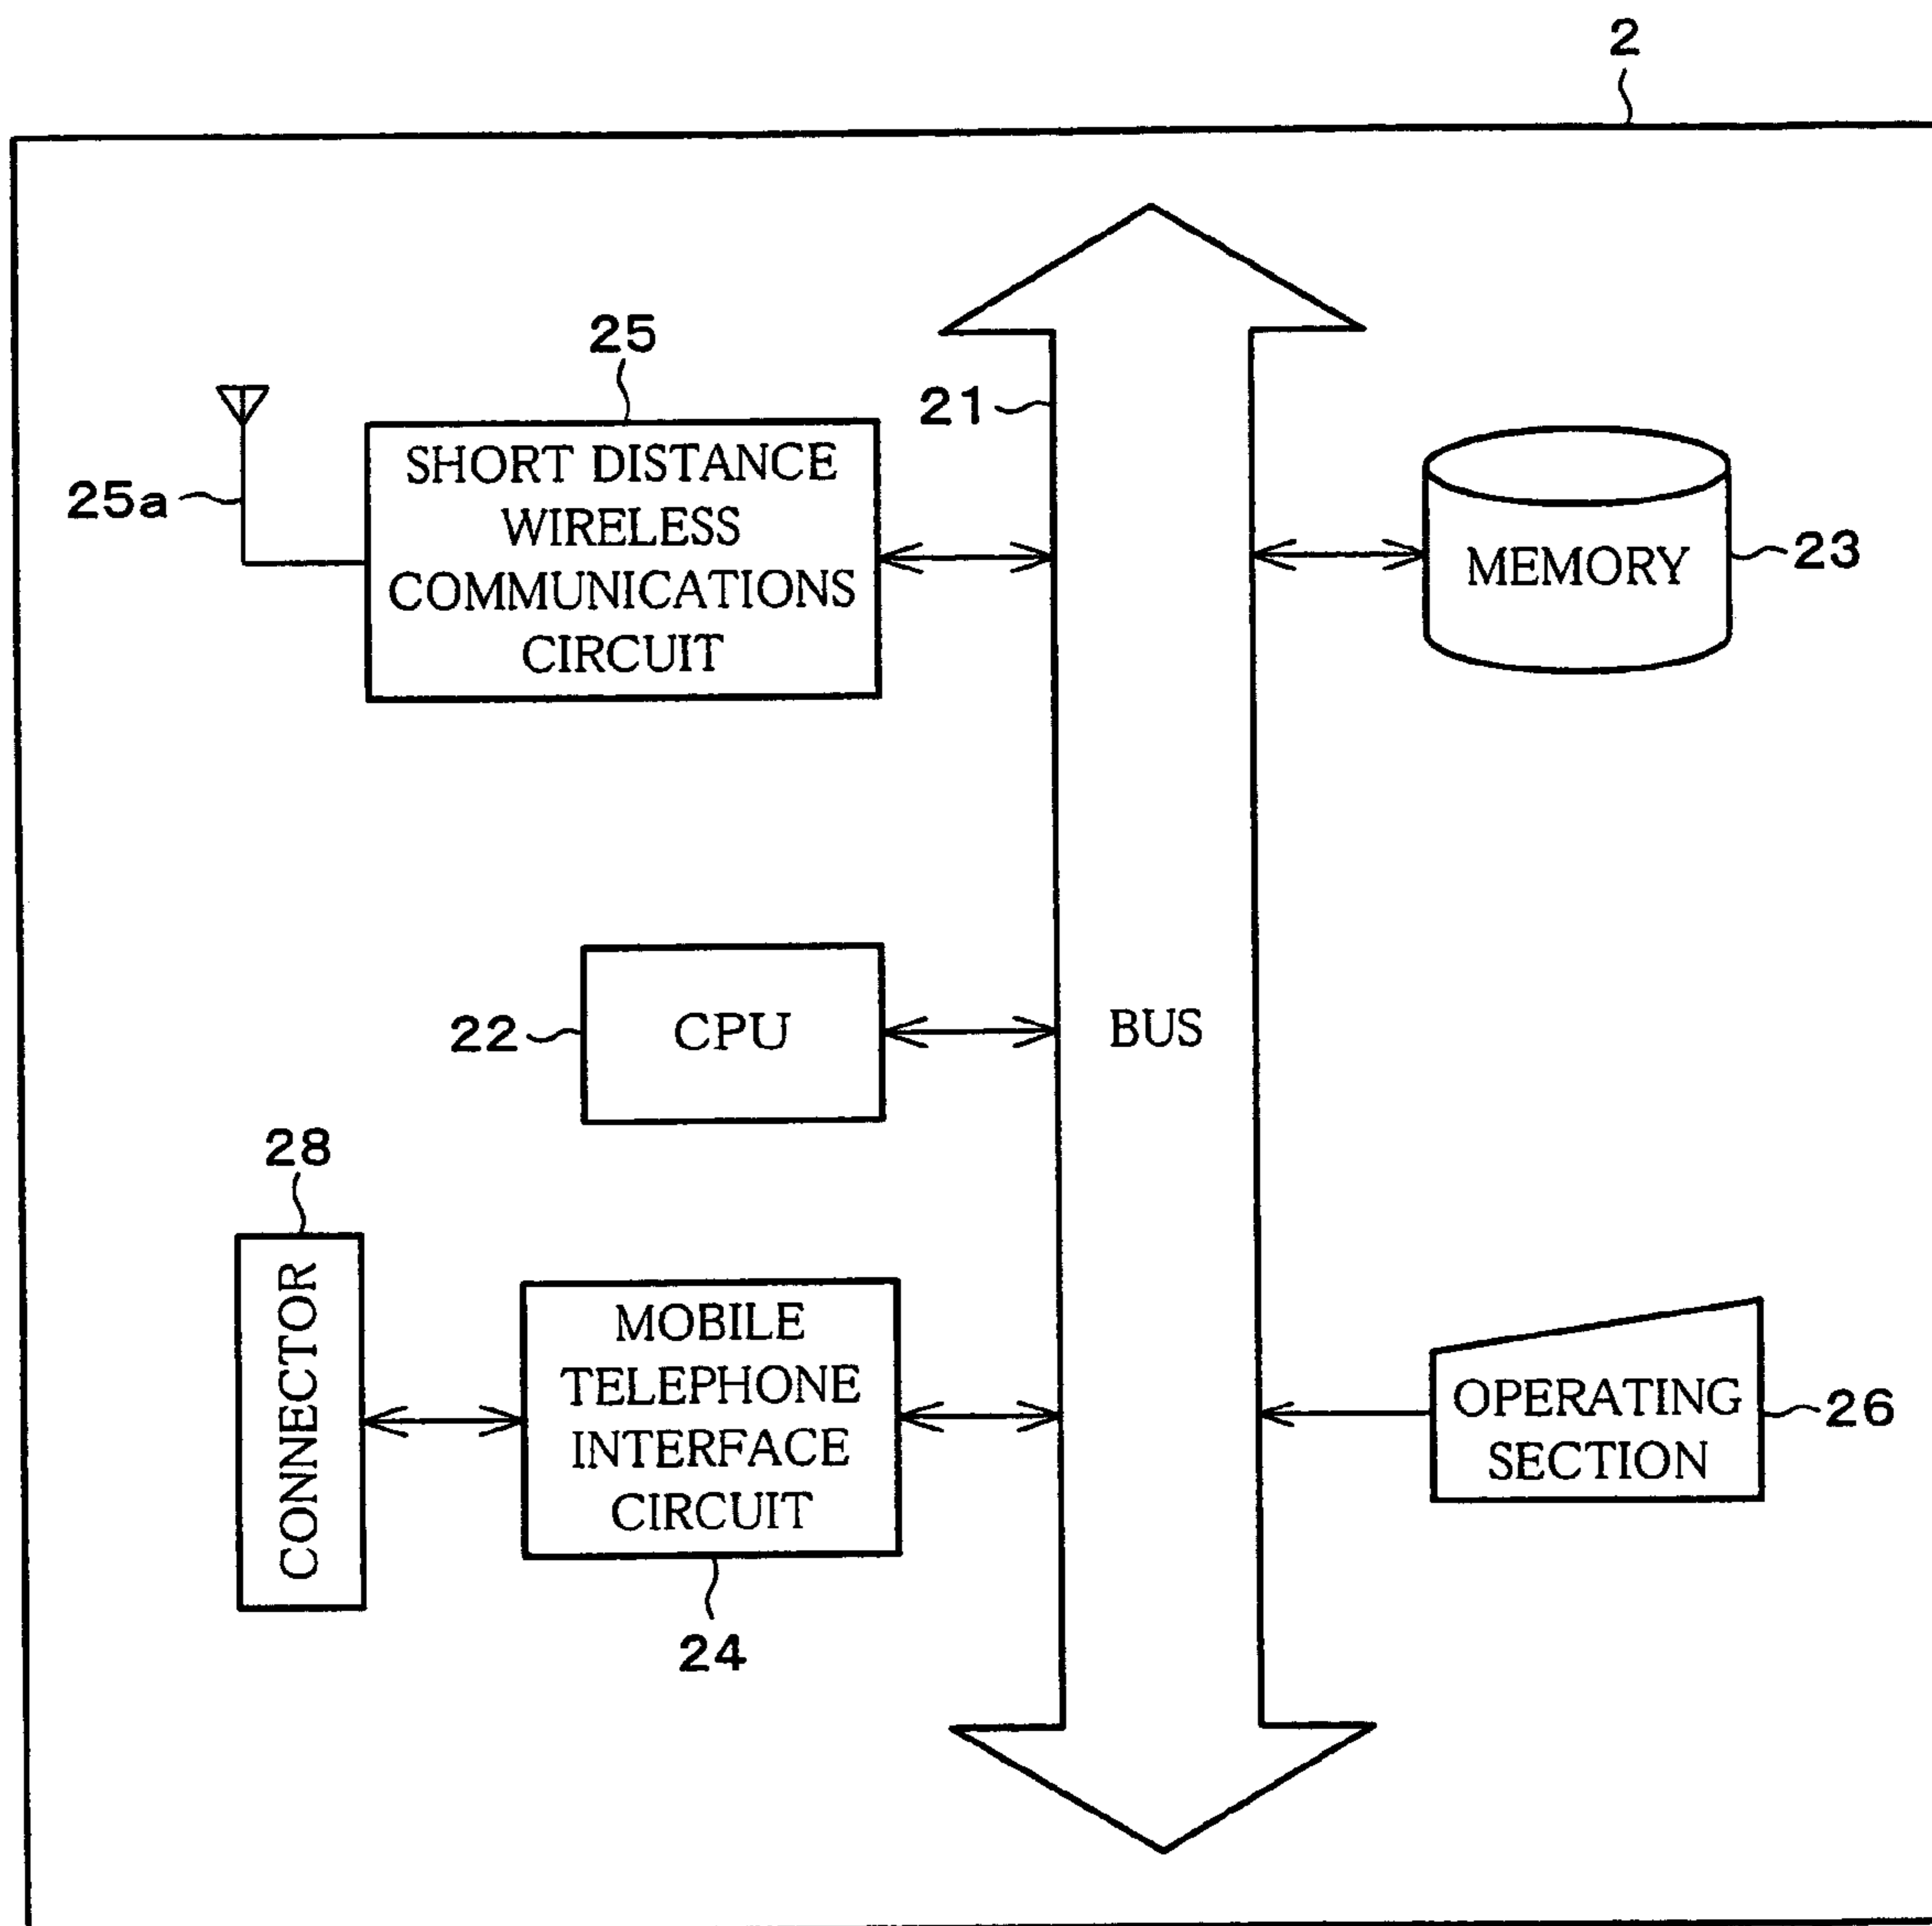 2
25
25a
SHORT DISTANCE
WIRELESS
COMMUNICATIONS
CIRCUIT
21
MEMORY
23
22
CPU
BUS
28
CONNECTOR
MOBILE
TELEPHONE
INTERFACE
CIRCUIT
24
OPERATING
SECTION
26